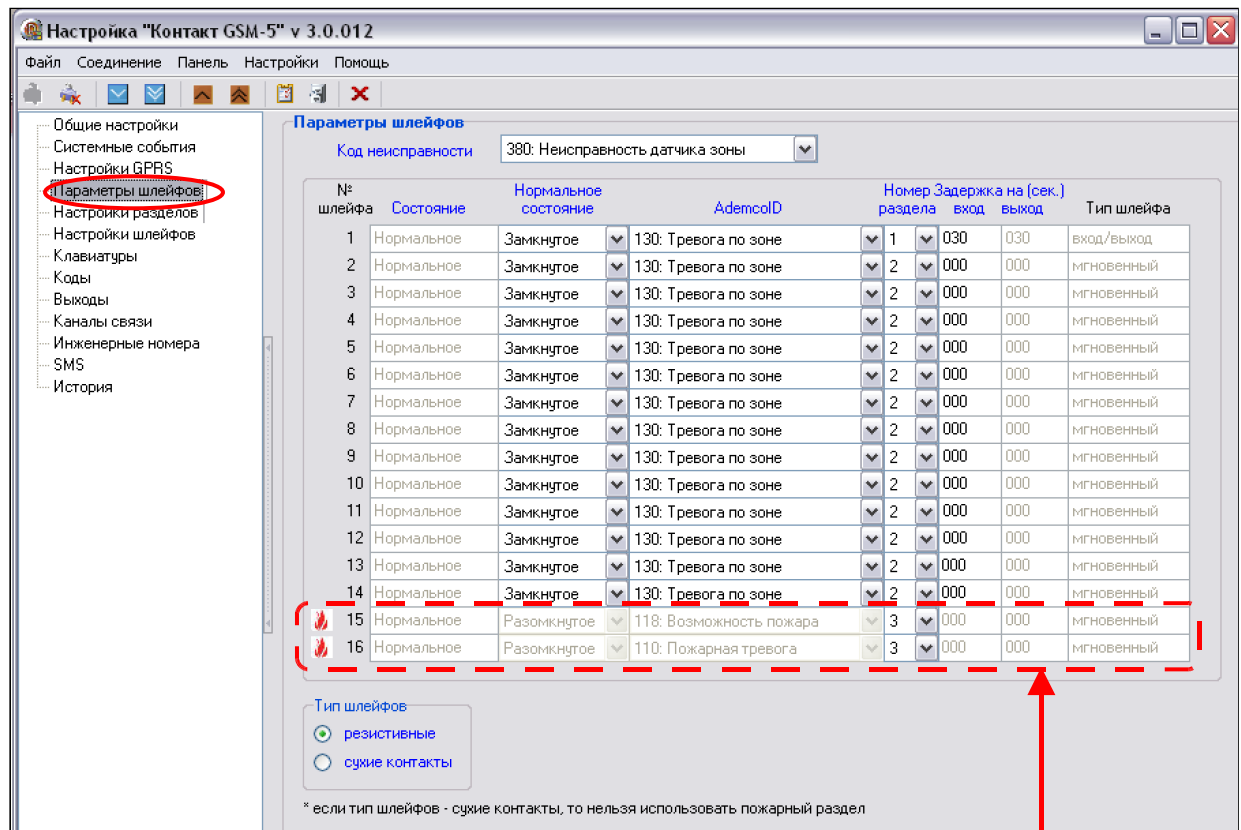 Настройка "Контакт GSM-5" v 3.0.012
Файл Соединение Панель Настройки Помощь
Общие настройки
Системные события
Настройки GPRS
Параметры шлейфов
Настройки разделов
Настройки шлейфов
Клавиатуры
Коды
Выходы
Каналы связи
Инженерные номера
SMS
История
Параметры шлейфов
Код неисправности 380: Неисправность датчика зоны
№ шлейфа Состояние Нормальное состояние AdemcoID Номер раздела Задержка на (сек.) вход выход Тип шлейфа
1 Нормальное Замкнутое 130: Тревога по зоне 1 030 030 вход/выход
2 Нормальное Замкнутое 130: Тревога по зоне 2 000 000 мгновенный
3 Нормальное Замкнутое 130: Тревога по зоне 2 000 000 мгновенный
4 Нормальное Замкнутое 130: Тревога по зоне 2 000 000 мгновенный
5 Нормальное Замкнутое 130: Тревога по зоне 2 000 000 мгновенный
6 Нормальное Замкнутое 130: Тревога по зоне 2 000 000 мгновенный
7 Нормальное Замкнутое 130: Тревога по зоне 2 000 000 мгновенный
8 Нормальное Замкнутое 130: Тревога по зоне 2 000 000 мгновенный
9 Нормальное Замкнутое 130: Тревога по зоне 2 000 000 мгновенный
10 Нормальное Замкнутое 130: Тревога по зоне 2 000 000 мгновенный
11 Нормальное Замкнутое 130: Тревога по зоне 2 000 000 мгновенный
12 Нормальное Замкнутое 130: Тревога по зоне 2 000 000 мгновенный
13 Нормальное Замкнутое 130: Тревога по зоне 2 000 000 мгновенный
14 Нормальное Замкнутое 130: Тревога по зоне 2 000 000 мгновенный
15 Нормальное Разомкнутое 118: Возможность пожара 3 000 000 мгновенный
16 Нормальное Разомкнутое 110: Пожарная тревога 3 000 000 мгновенный
Тип шлейфов
резистивные
сухие контакты
* если тип шлейфов - сухие контакты, то нельзя использовать пожарный раздел